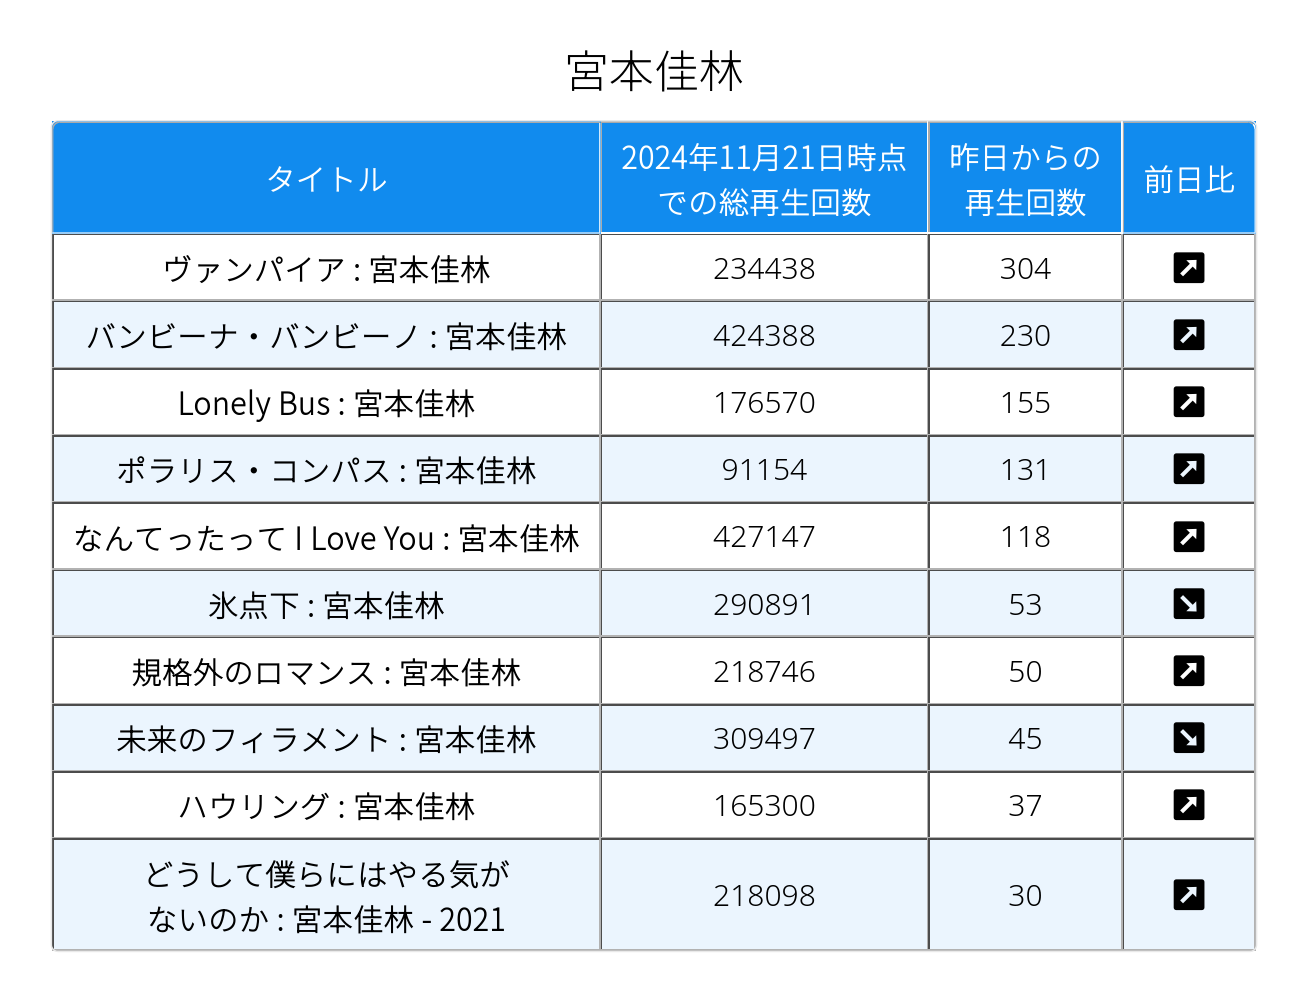 宮本佳林
タイトル
2024年11月21日時点
での総再生回数
昨日からの
再生回数
前日比
ヴァンパイア : 宮本佳林 234438 304 ↗
バンビーナ・バンビーノ : 宮本佳林 424388 230 ↗
Lonely Bus : 宮本佳林 176570 155 ↗
ポラリス・コンパス : 宮本佳林 91154 131 ↗
なんてったって I Love You : 宮本佳林 427147 118 ↗
氷点下 : 宮本佳林 290891 53 ↘
規格外のロマンス : 宮本佳林 218746 50 ↗
未来のフィラメント : 宮本佳林 309497 45 ↘
ハウリング : 宮本佳林 165300 37 ↗
どうして僕らにはやる気が
ないのか : 宮本佳林 - 2021 218098 30 ↗